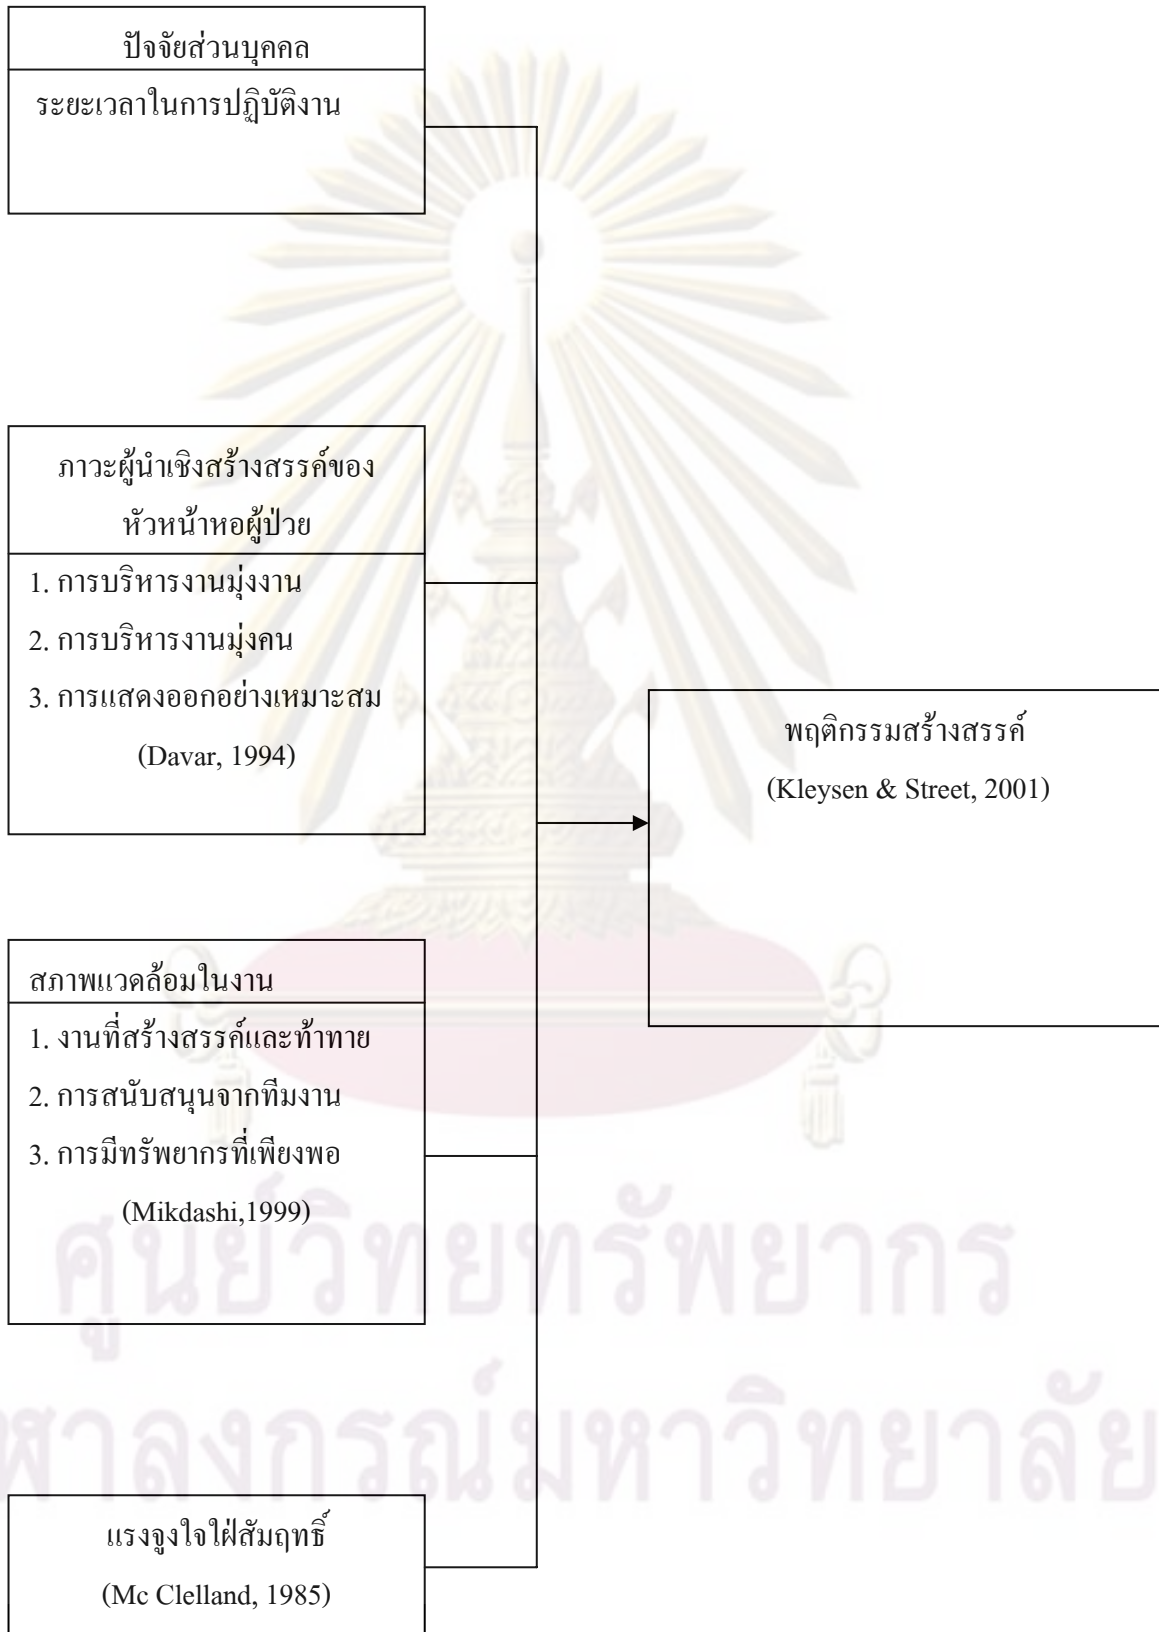 ปัจจัยส่วนบุคคล
ระยะเวลาในการปฏิบัติงาน
ภาวะผู้นำเชิงสร้างสรรค์ของ
หัวหน้าหอผู้ป่วย
1. การบริหารงานมุ่งงาน
2. การบริหารงานมุ่งคน
3. การแสดงออกอย่างเหมาะสม
(Davar, 1994)
พฤติกรรมสร้างสรรค์
(Kleysen & Street, 2001)
สภาพแวดล้อมในงาน
1. งานที่สร้างสรรค์และท้าทาย
2. การสนับสนุนจากทีมงาน
3. การมีทรัพยากรที่เพียงพอ
(Mikdashi,1999)
ศูนย์วิทยทรัพยากร
ฬาลงกรณ์มหาวิทยาลัย
แรงจูงใจใฝ่สัมฤทธิ์
(Mc Clelland, 1985)